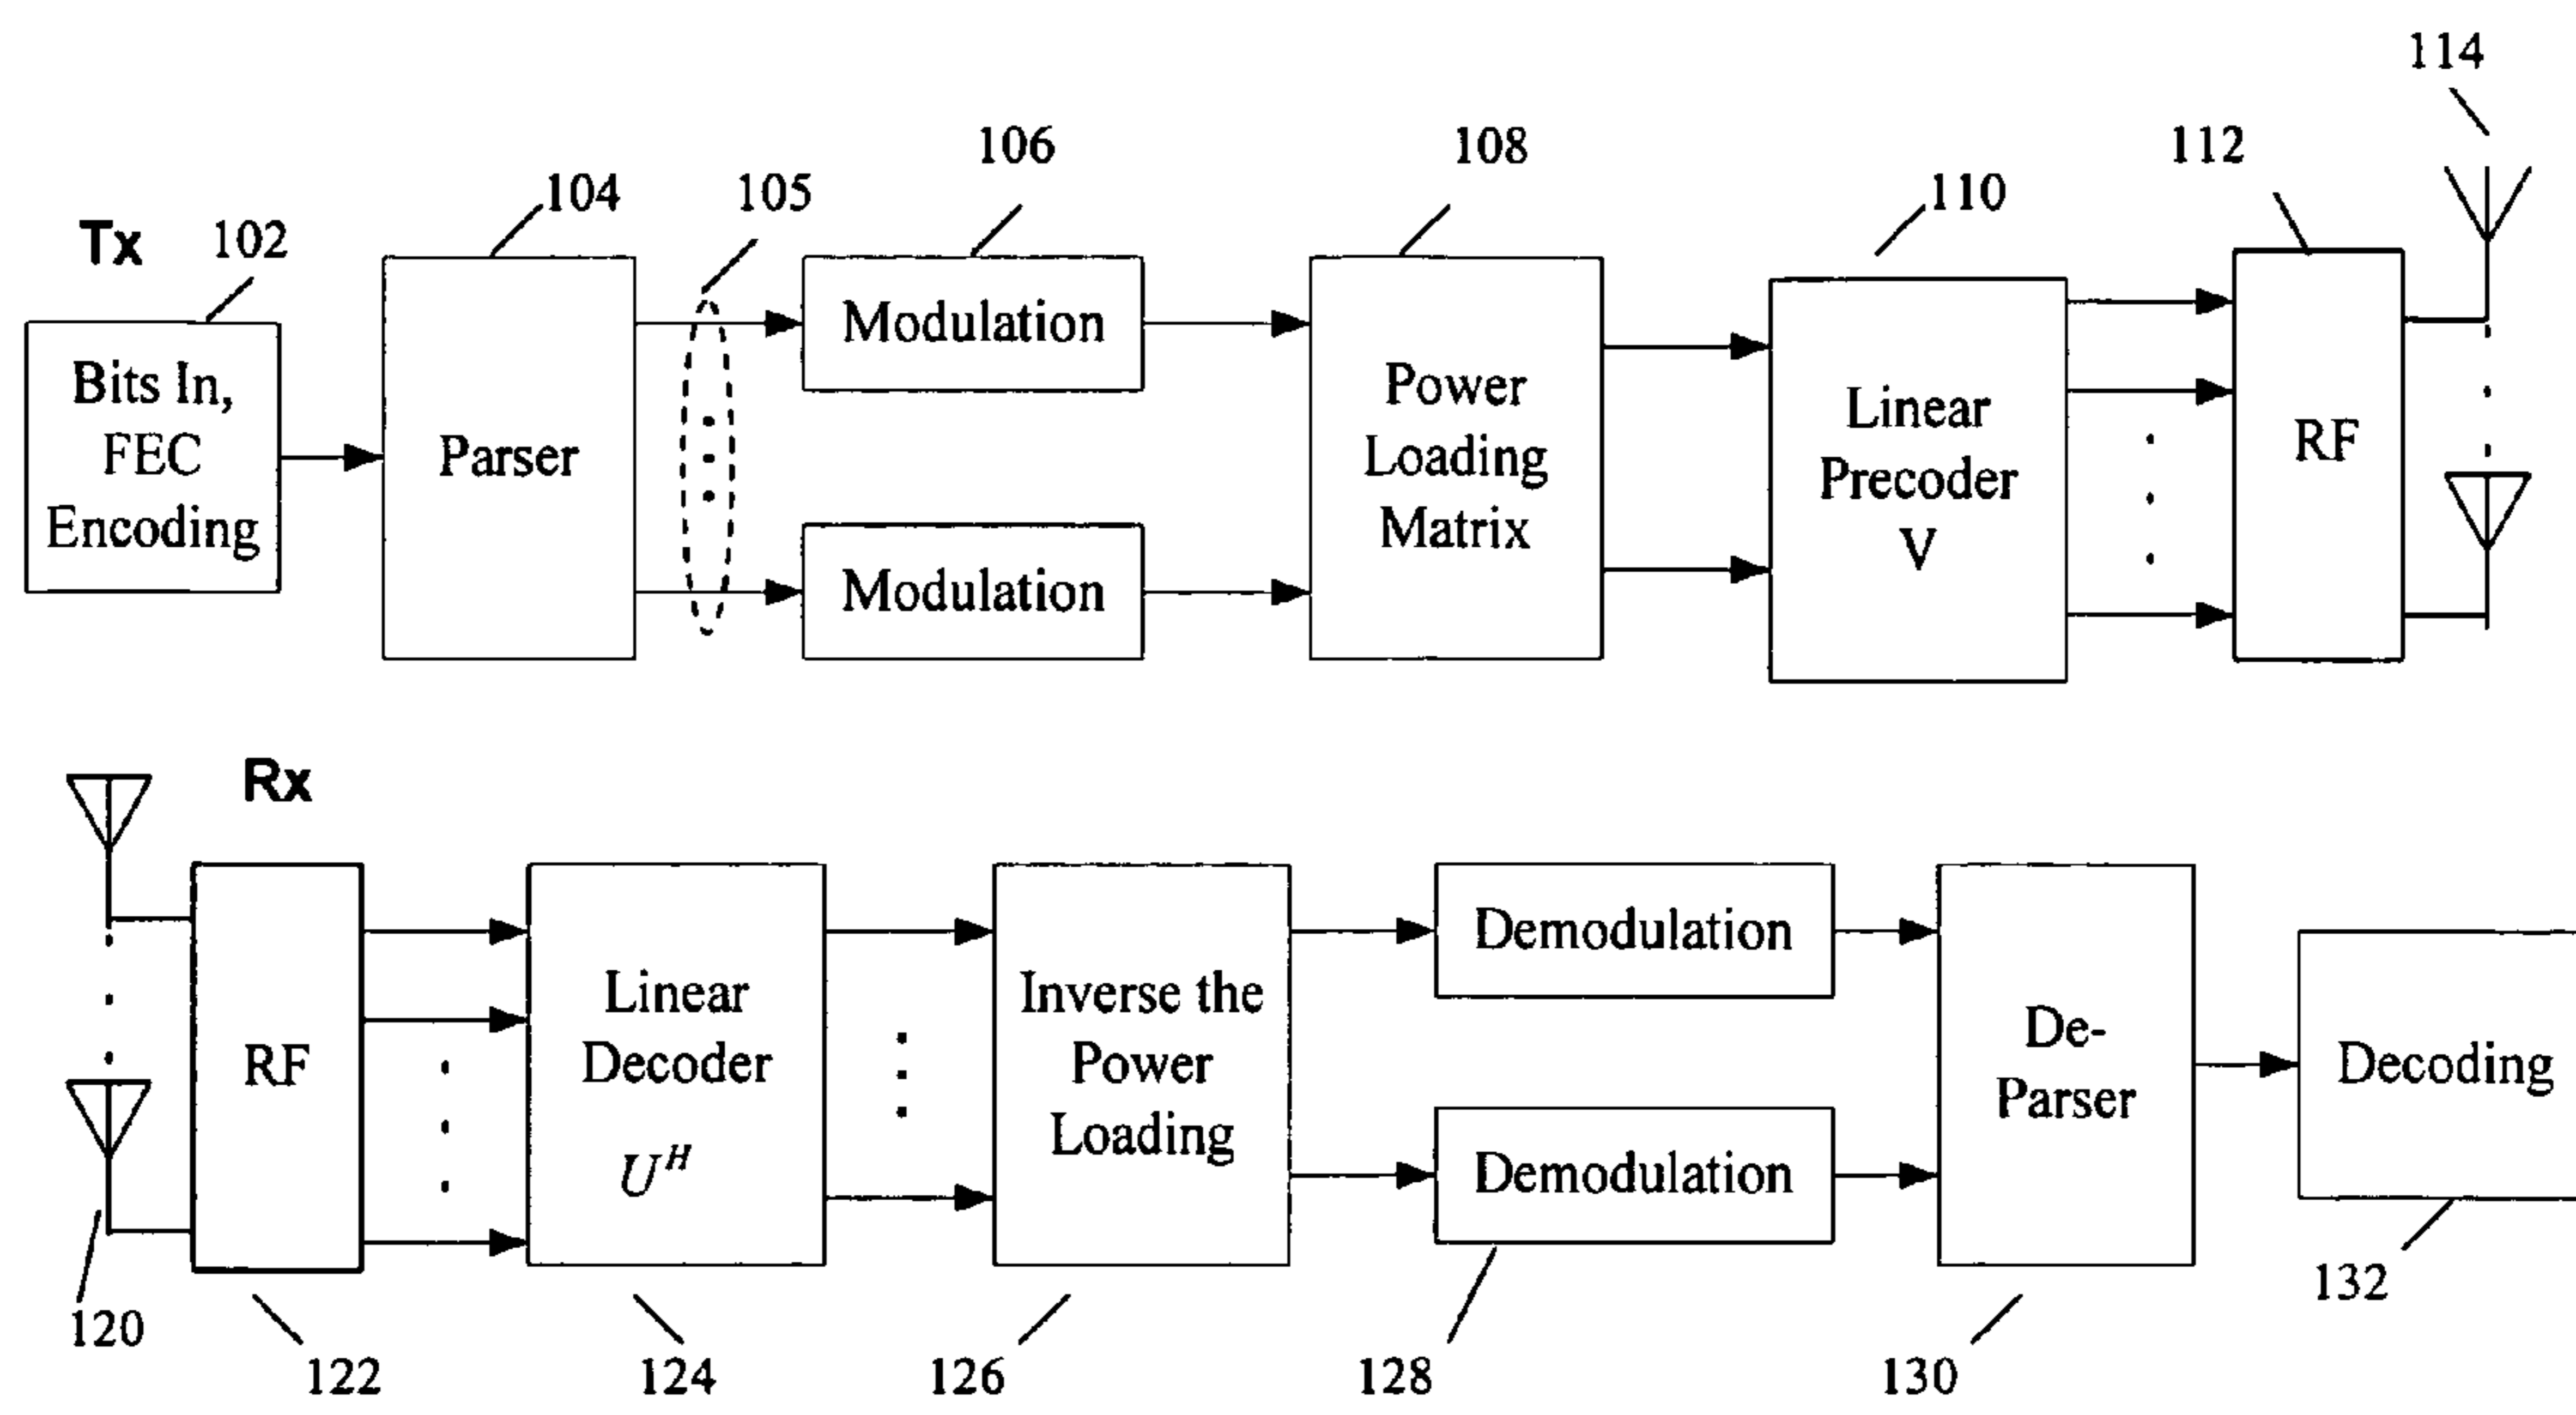 114
106
108
112
104
105
110
Tx
102
Bits In,
FEC
Encoding
Parser
Modulation
Modulation
Power
Loading
Matrix
Linear
Precoder
V
RF
Rx
RF
Linear
Decoder
U^H
Inverse the
Power
Loading
Demodulation
Demodulation
De-
Parser
Decoding
120
122
124
126
128
130
132